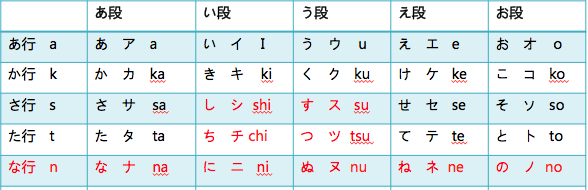 あ段 い段 う段 え段 お段
あ行 a あ ア a い イ I う ウ u え エ e お オ o
か行 k か カ ka き キ ki く ク ku け ケ ke こ コ ko
さ行 s さ サ sa し シ shi す ス su せ セ se そ ソ so
た行 t た タ ta ち チ chi つ ツ tsu て テ te と ト to
な行 n な ナ na に ニ ni ぬ ヌ nu ね ネ ne の ノ no